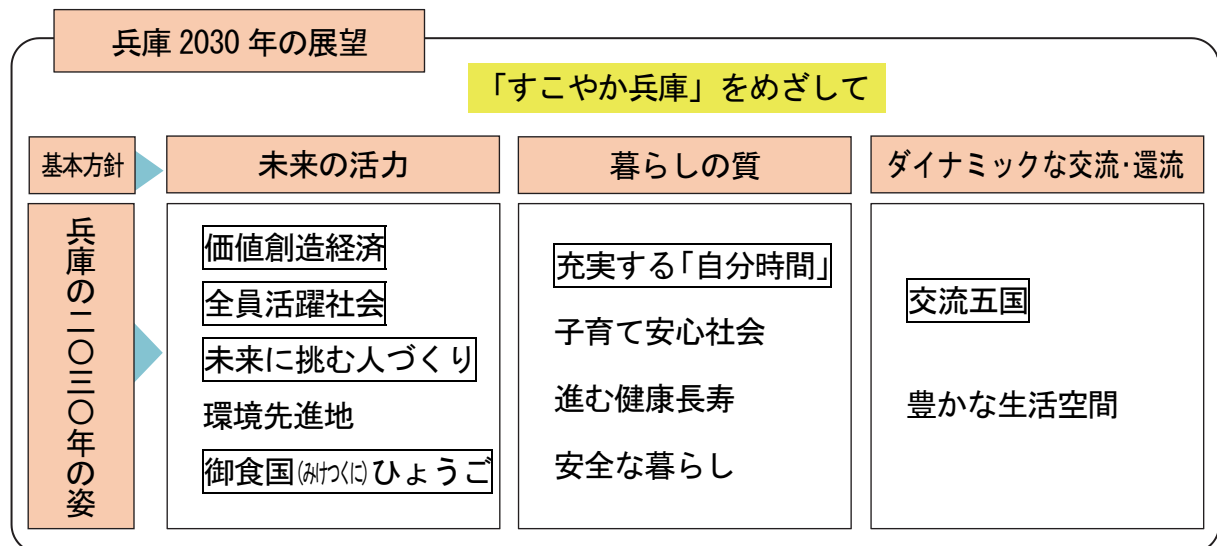 兵庫 2030 年の展望
「すこやか兵庫」をめざして
基本方針
未来の活力
暮らしの質
ダイナミックな交流・還流
兵庫の二〇三〇年の姿
価値創造経済
全員活躍社会
未来に挑む人づくり
環境先進地
御食国(みけつくに)ひょうご
充実する「自分時間」
子育て安心社会
進む健康長寿
安全な暮らし
交流五国
豊かな生活空間